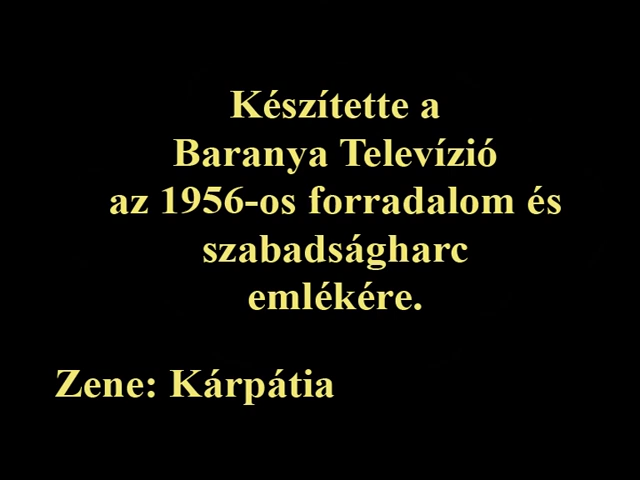 Készítette a
Baranya Televízió
az 1956-os forradalom és
szabadságharc
emlékére.
Zene: Kárpátia